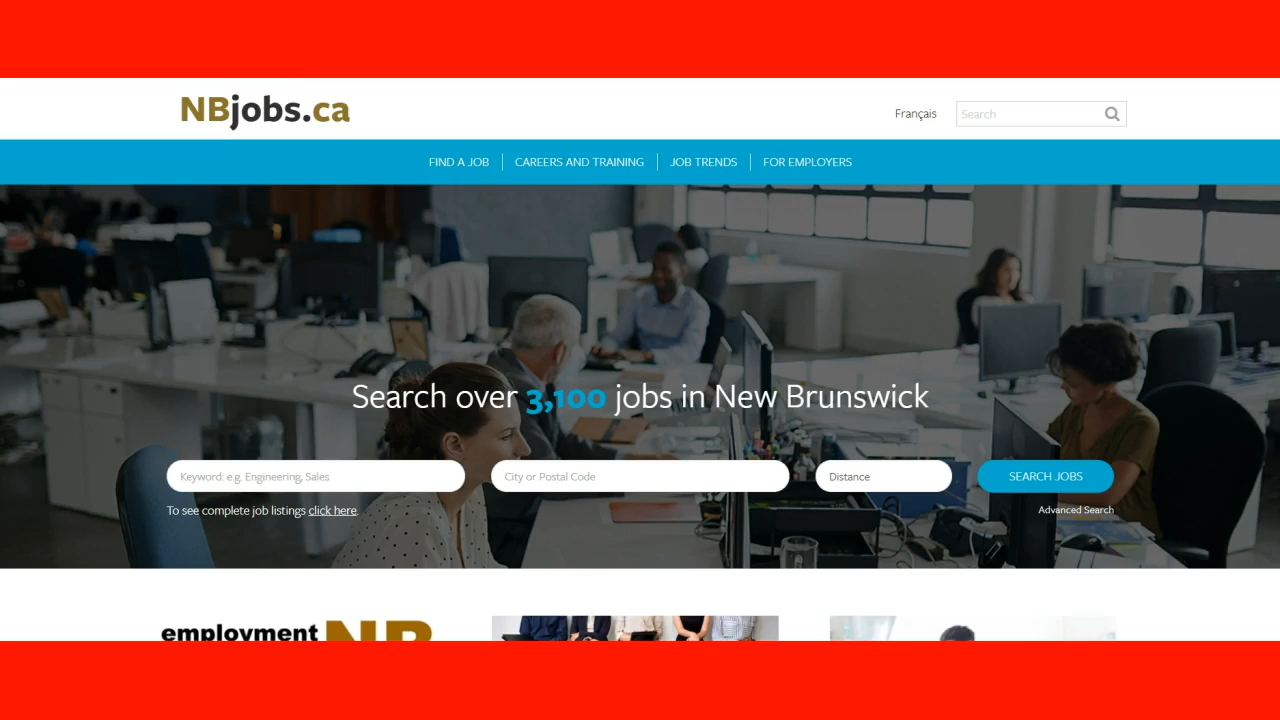 NBjobs.ca
Français
Search
FIND A JOB
CAREERS AND TRAINING
JOB TRENDS
FOR EMPLOYERS
Search over 3,100 jobs in New Brunswick
Keyword: e.g. Engineering, Sales
City or Postal Code
Distance
SEARCH JOBS
To see complete job listings click here.
Advanced Search
employment NB